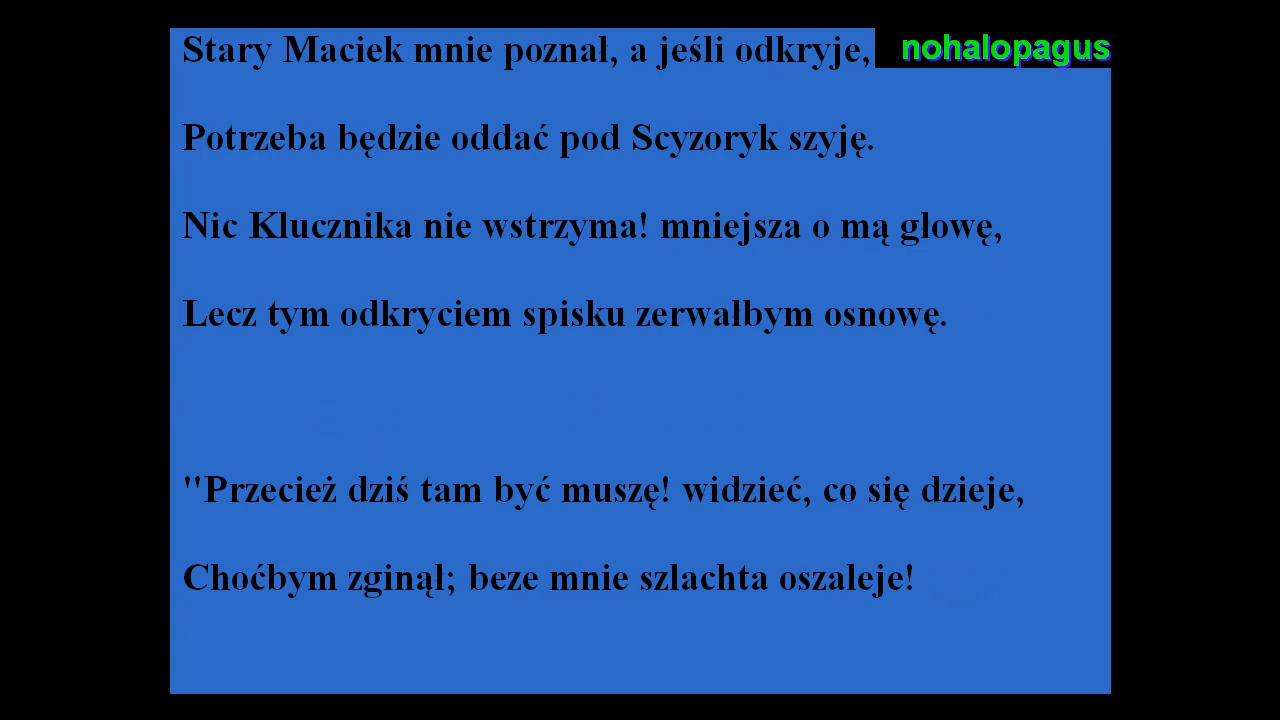 Stary Maciek mnie poznał, a jeśli odkryje,
nohalopagus
Potrzeba będzie oddać pod Scyzoryk szyję.
Nic Klucznika nie wstrzyma! mniejsza o mą głowę,
Lecz tym odkryciem spisku zerwałbym osnowę.
"Przecież dziś tam być muszę! widzieć, co się dzieje,
Choćbym zginął; beze mnie szlachta oszaleje!